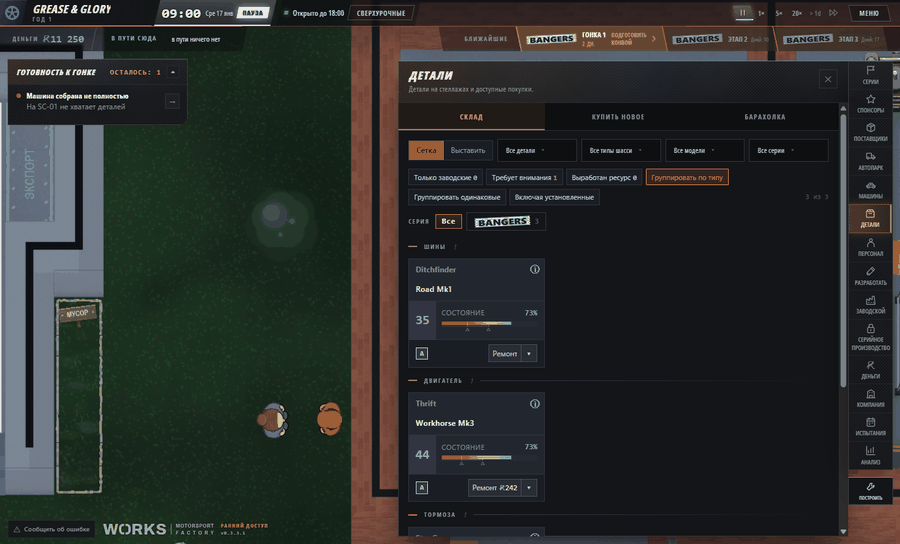 GREASE & GLORY
ГОД 1
09:00 Сре 17 янв ПАУЗА
Открыто до 18:00 СВЕРХУРОЧНЫЕ
1× 5× 20× МЕНЮ
ДЕНЬГИ 11 250 В ПУТИ СЮДА в пути ничего нет
БЛИЖАЙШИЕ
BANGERS ГОНКА 1 ПОДГОТОВИТЬ КОНВОЙ
2 ДН.
BANGERS ЭТАП 2
BANGERS ЭТАП 3
ГОТОВНОСТЬ К ГОНКЕ ОСТАЛОСЬ: 1
Машина собрана не полностью
На SC-01 не хватает деталей
ЭКСПОРТ
МУСОР
ДЕТАЛИ
Детали на стеллажах и доступные покупки.
СКЛАД КУПИТЬ НОВОЕ БАРАХОЛКА
Сетка Выставить Все детали Все типы шасси Все модели Все серии
Только заводские 0 Требует внимания 1 Выработан ресурс 0 Группировать по типу
Группировать одинаковые Включая установленные 3 из 3
СЕРИЯ Все BANGERS 3
ШИНЫ
Ditchfinder
Road Mk1
35 СОСТОЯНИЕ 73%
A Ремонт
ДВИГАТЕЛЬ
Thrift
Workhorse Mk3
44 СОСТОЯНИЕ 73%
A Ремонт 242
ТОРМОЗА
СЕРИИ
СПОНСОРЫ
ПОСТАВЩИКИ
АВТОПАРК
МАШИНЫ
ДЕТАЛИ
ПЕРСОНАЛ
РАЗРАБОТАТЬ
ЗАВОДСКОЙ
СЕРИЙНОЕ
ПРОИЗВОДСТВО
ДЕНЬГИ
КОМПАНИЯ
ИСПЫТАНИЯ
АНАЛИЗ
ПОСТРОИТЬ
Сообщить об ошибке
WORKS MOTORSPORT FACTORY РАННИЙ ДОСТУП